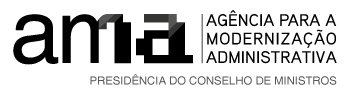 ama
AGÊNCIA PARA A
MODERNIZAÇÃO
ADMINISTRATIVA
PRESIDÊNCIA DO CONSELHO DE MINISTROS